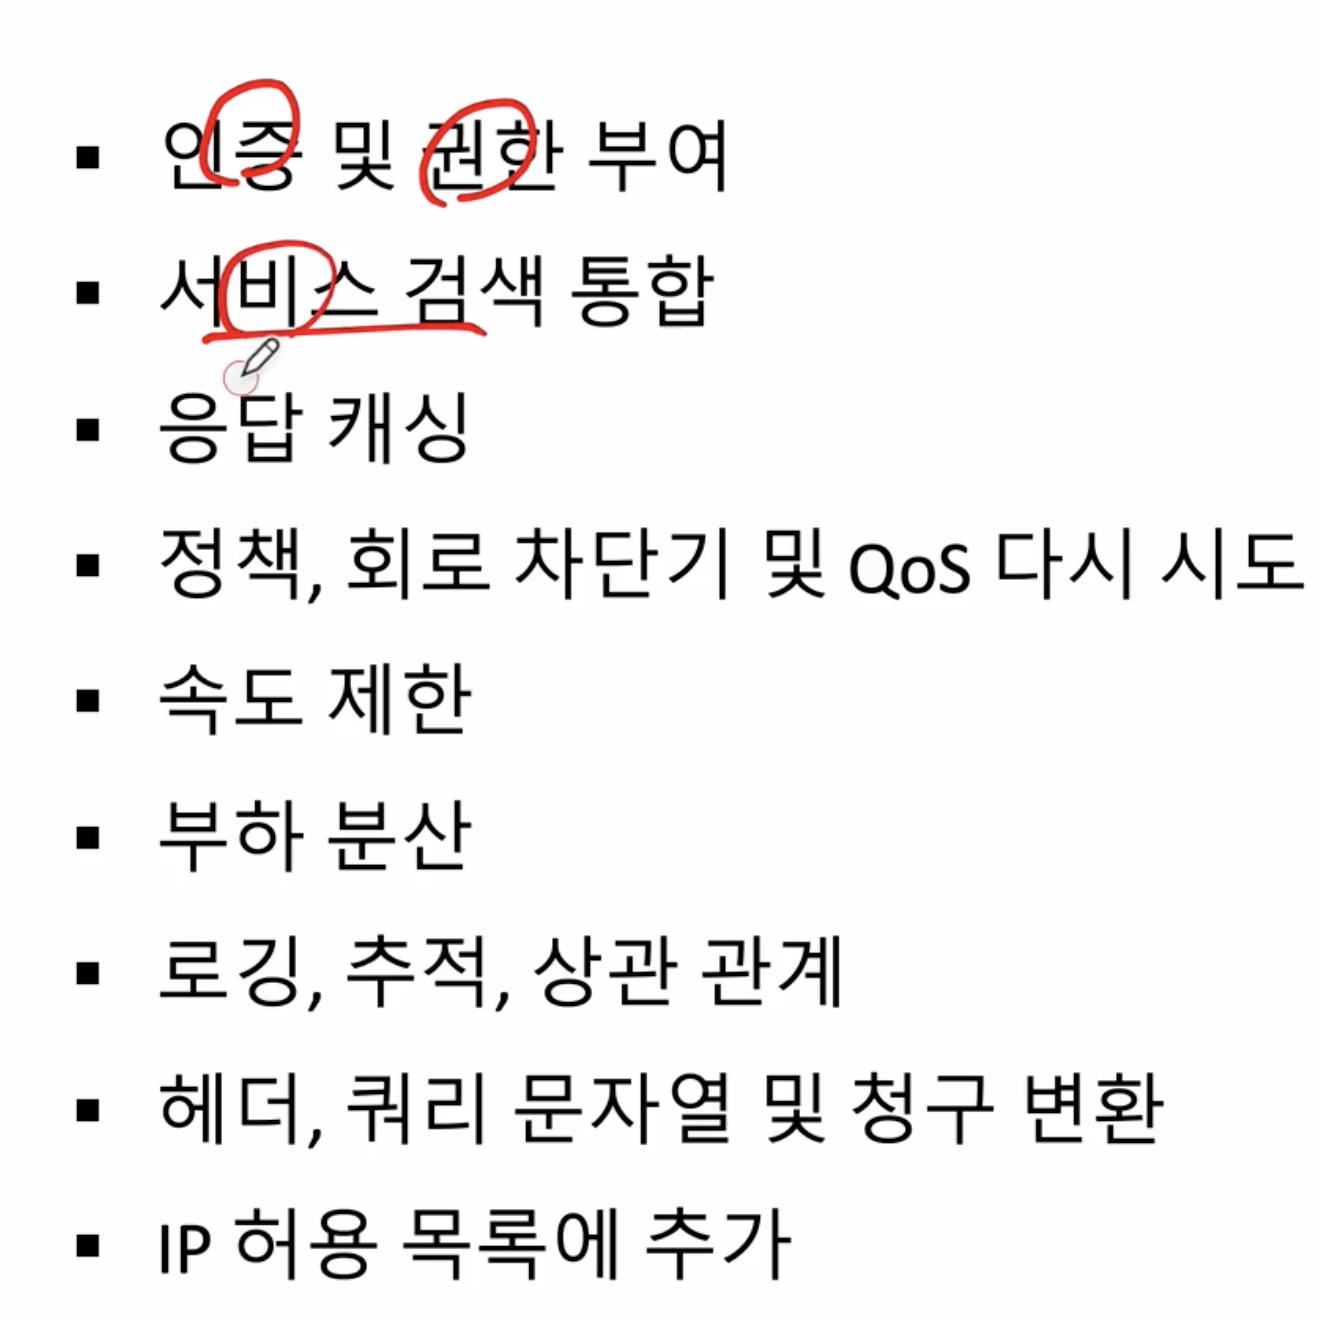 ▪ 인증 및 권한 부여
▪ 서비스 검색 통합
▪ 응답 캐싱
▪ 정책, 회로 차단기 및 QoS 다시 시도
▪ 속도 제한
▪ 부하 분산
▪ 로깅, 추적, 상관 관계
▪ 헤더, 쿼리 문자열 및 청구 변환
▪ IP 허용 목록에 추가